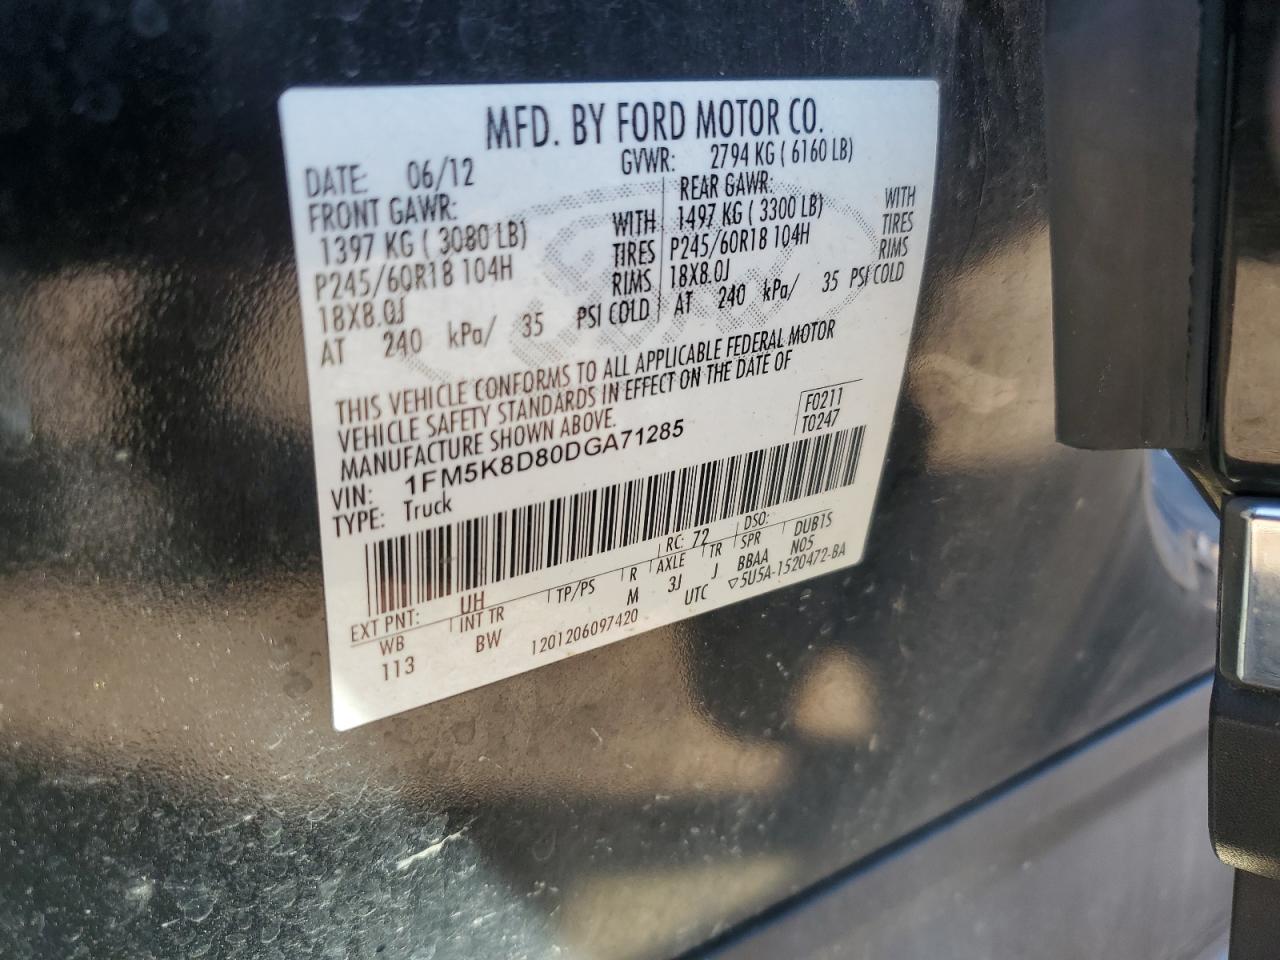 MFD. BY FORD MOTOR CO.
DATE: 06/12 GVWR: 2794 KG ( 6160 LB)
FRONT GAWR: REAR GAWR:
1397 KG ( 3080 LB) WITH 1497 KG ( 3300 LB) WITH
P245/60R18 104H TIRES P245/60R18 104H TIRES
18X8.0J RIMS 18X8.0J RIMS
AT 240 kPa/ 35 PSI COLD AT 240 kPa/ 35 PSI COLD
THIS VEHICLE CONFORMS TO ALL APPLICABLE FEDERAL MOTOR
VEHICLE SAFETY STANDARDS IN EFFECT ON THE DATE OF
MANUFACTURE SHOWN ABOVE.
VIN: 1FM5K8D80DGA71285 F0211
TYPE: Truck T0247
EXT PNT: UH RC: 72 DSO:
WB INT TR TP/PS R AXLE TR SPR DUB1S
113 BW M 3J J BBAA N05
1201206097420 UTC ▽5U5A-1520472-BA